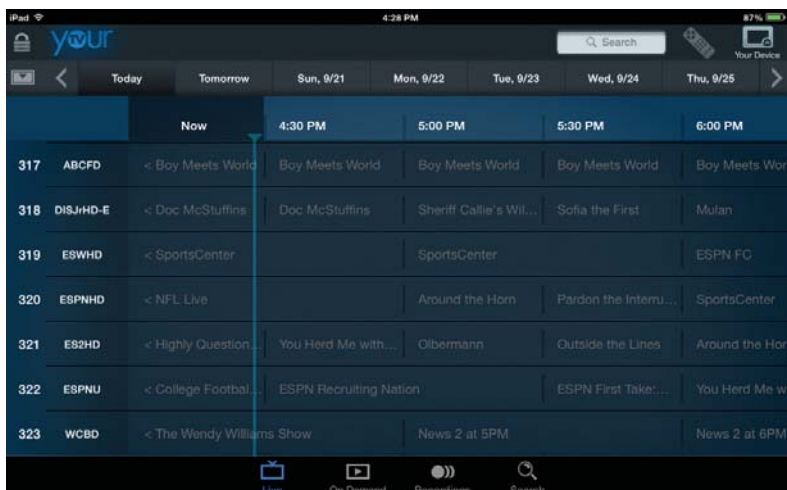 iPad 4:28 PM 87%
your TV Search Your Device
Today Tomorrow Sun, 9/21 Mon, 9/22 Tue, 9/23 Wed, 9/24 Thu, 9/25
Now 4:30 PM 5:00 PM 5:30 PM 6:00 PM
317 ABCFD < Boy Meets World Boy Meets World Boy Meets World Boy Meets World Boy Meets Wor
318 DISJrHD-E < Doc McStuffins Doc McStuffins Sheriff Callie's Wil... Sofia the First Mulan
319 ESWHD < SportsCenter SportsCenter ESPN FC
320 ESPNHD < NFL Live Around the Horn Pardon the Interru... SportsCenter
321 ES2HD < Highly Question... You Herd Me with... Olbermann Outside the Lines Around the Hor
322 ESPNU < College Footbal... ESPN Recruiting Nation ESPN First Take:... You Herd Me w
323 WCBD < The Wendy Williams Show News 2 at 5PM News 2 at 6PM
Live On Demand Recordings Search